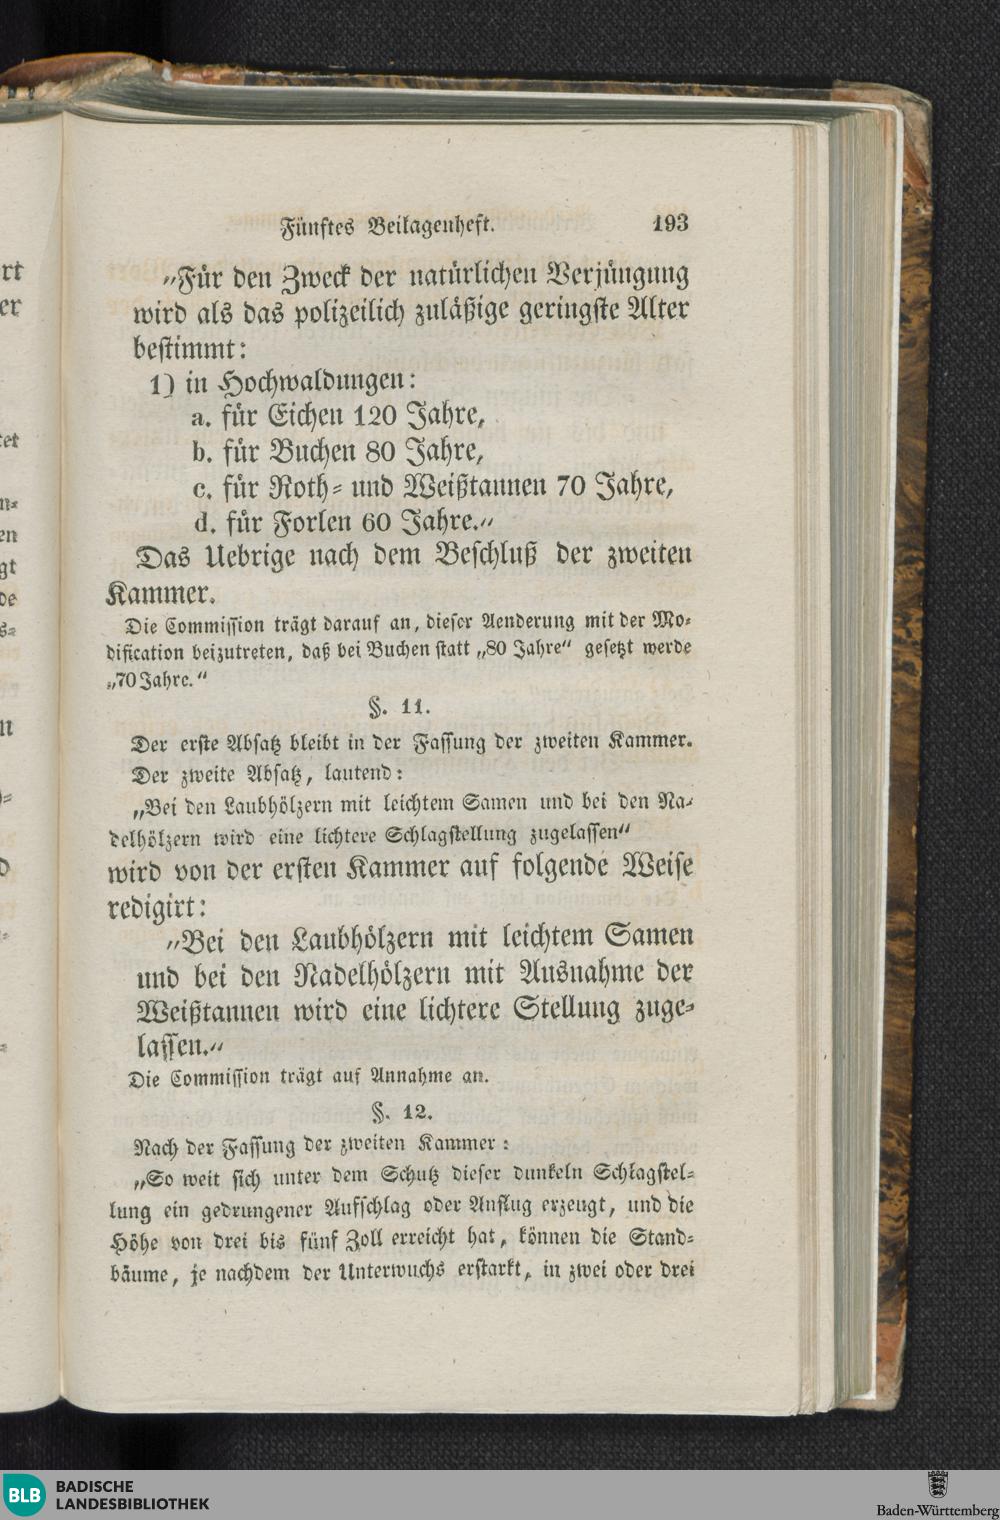 Fünftes Beilagenheft. 193
„Für den Zweck der natürlichen Verjüngung
wird als das polizeilich zuläßige geringste Alter
bestimmt:
1) in Hochwaldungen:
a. für Eichen 120 Jahre,
b. für Buchen 80 Jahre,
c. für Roth- und Weißtannen 70 Jahre,
d. für Forlen 60 Jahre.“
Das Uebrige nach dem Beschluß der zweiten
Kammer.
Die Commission trägt darauf an, dieser Aenderung mit der Mo-
dification beizutreten, daß bei Buchen statt „80 Jahre“ gesetzt werde
„70 Jahre.“
§. 11.
Der erste Absatz bleibt in der Fassung der zweiten Kammer.
Der zweite Absatz, lautend:
„Bei den Laubhölzern mit leichtem Samen und bei den Na-
delhölzern wird eine lichtere Schlagstellung zugelassen“
wird von der ersten Kammer auf folgende Weise
redigirt:
„Bei den Laubhölzern mit leichtem Samen
und bei den Nadelhölzern mit Ausnahme der
Weißtannen wird eine lichtere Stellung zuge-
lassen.“
Die Commission trägt auf Annahme an.
§. 12.
Nach der Fassung der zweiten Kammer:
„So weit sich unter dem Schutz dieser dunkeln Schlagstel-
lung ein gedrungener Aufschlag oder Anflug erzeugt, und die
Höhe von drei bis fünf Zoll erreicht hat, können die Stand-
bäume, je nachdem der Unterwuchs erstarkt, in zwei oder drei
BLB BADISCHE
LANDESBIBLIOTHEK
Baden-Württemberg